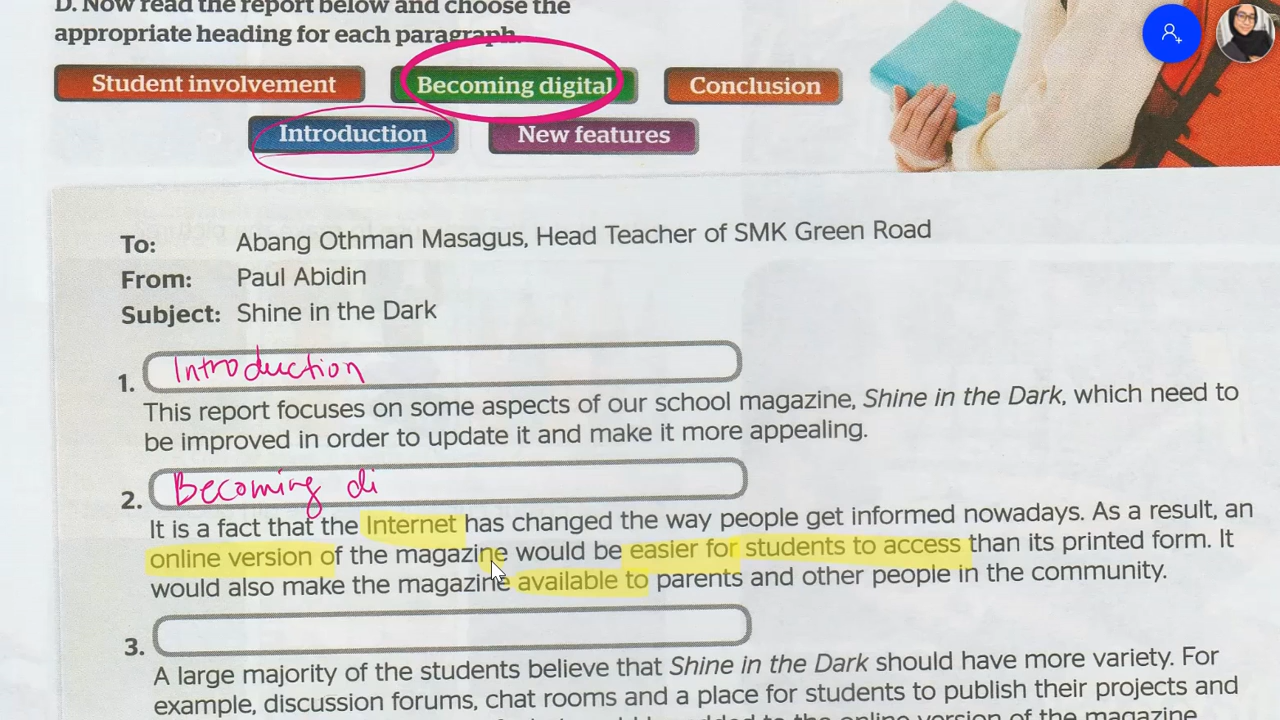 D. Now read the report below and choose the
appropriate heading for each paragraph.
Student involvement
Becoming digital
Conclusion
Introduction
New features
To: Abang Othman Masagus, Head Teacher of SMK Green Road
From: Paul Abidin
Subject: Shine in the Dark
1. Introduction
This report focuses on some aspects of our school magazine, Shine in the Dark, which need to
be improved in order to update it and make it more appealing.
2. Becoming di
It is a fact that the Internet has changed the way people get informed nowadays. As a result, an
online version of the magazine would be easier for students to access than its printed form. It
would also make the magazine available to parents and other people in the community.
3.
A large majority of the students believe that Shine in the Dark should have more variety. For
example, discussion forums, chat rooms and a place for students to publish their projects and
added to the online version of the magazine